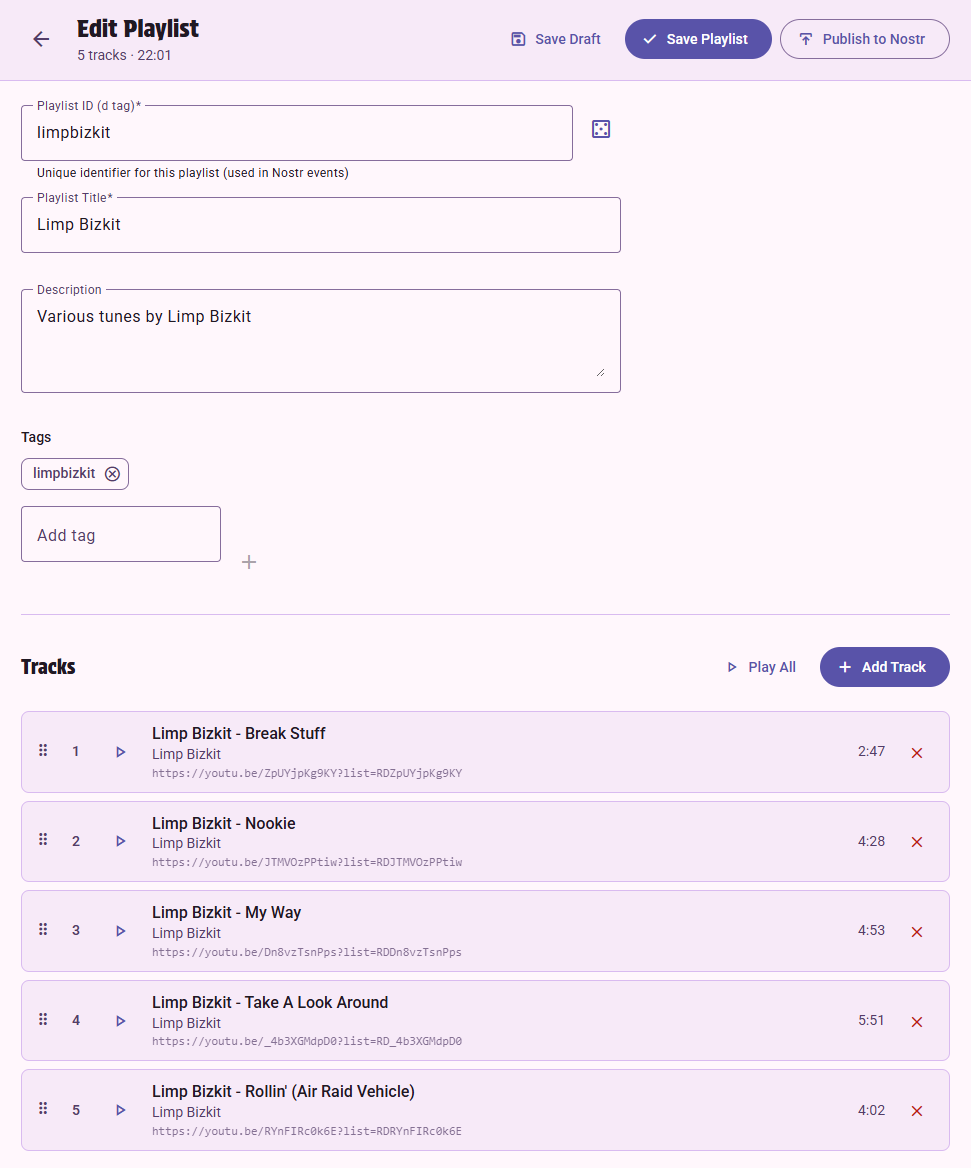 Edit Playlist
5 tracks · 22:01
Save Draft
Save Playlist
Publish to Nostr
Playlist ID (d tag)*
limpbizkit
Unique identifier for this playlist (used in Nostr events)
Playlist Title*
Limp Bizkit
Description
Various tunes by Limp Bizkit
Tags
limpbizkit
Add tag
Tracks
Play All
Add Track
1
Limp Bizkit - Break Stuff
Limp Bizkit
https://youtu.be/ZpUYjpKg9KY?list=RDZpUYjpKg9KY
2:47
2
Limp Bizkit - Nookie
Limp Bizkit
https://youtu.be/JTMVOzPPtiw?list=RDJTMVOzPPtiw
4:28
3
Limp Bizkit - My Way
Limp Bizkit
https://youtu.be/Dn8vzTsnPps?list=RDDn8vzTsnPps
4:53
4
Limp Bizkit - Take A Look Around
Limp Bizkit
https://youtu.be/_4b3XGMdpD0?list=RD_4b3XGMdpD0
5:51
5
Limp Bizkit - Rollin' (Air Raid Vehicle)
Limp Bizkit
https://youtu.be/RYnFIRc0k6E?list=RDRYnFIRc0k6E
4:02